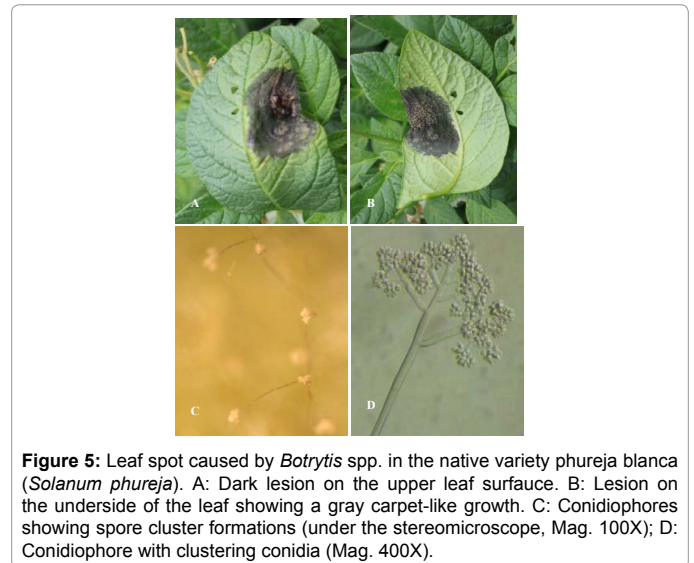 A
B
C
D
Figure 5: Leaf spot caused by Botrytis spp. in the native variety phureja blanca
(Solanum phureja). A: Dark lesion on the upper leaf surfauce. B: Lesion on
the underside of the leaf showing a gray carpet-like growth. C: Conidiophores
showing spore cluster formations (under the stereomicroscope, Mag. 100X); D:
Conidiophore with clustering conidia (Mag. 400X).